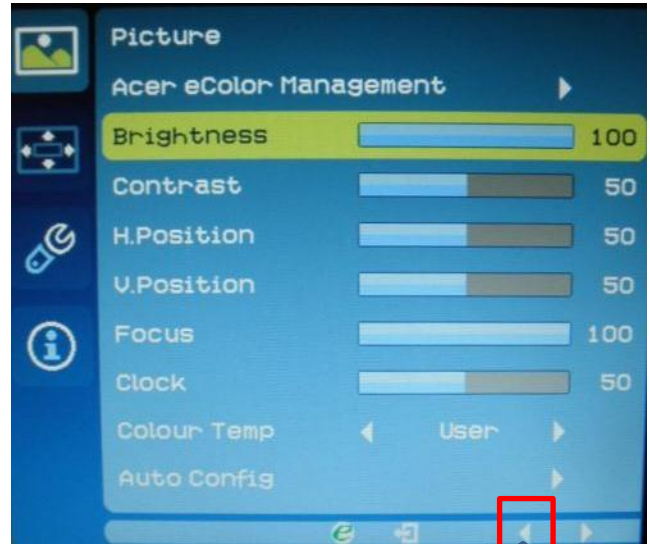 Picture
Acer eColor Management
Brightness 100
Contrast 50
H.Position 50
V.Position 50
Focus 100
Clock 50
Colour Temp User
Auto Config